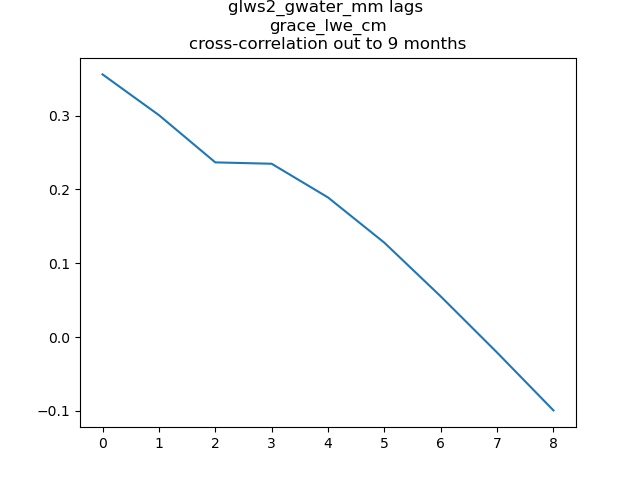 glws2_gwater_mm lags
grace_lwe_cm
cross-correlation out to 9 months
0.3
0.2
0.1
0.0
−0.1
0 1 2 3 4 5 6 7 8